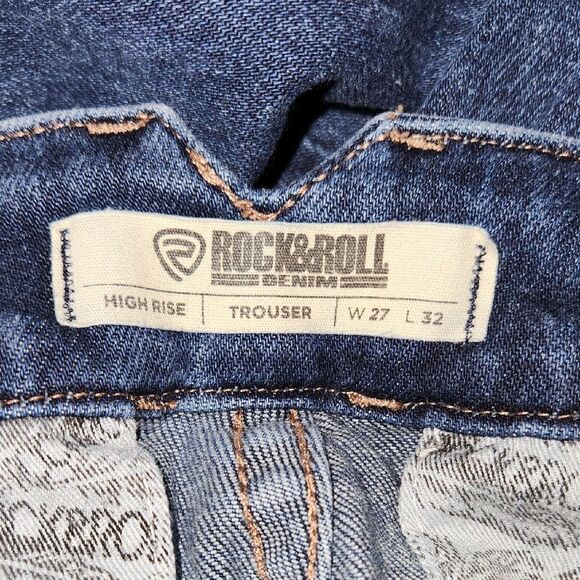 ROCK&ROLL
DENIM
HIGH RISE TROUSER W 27 L 32